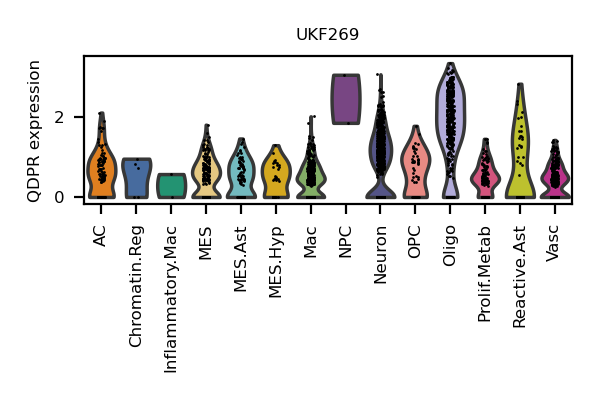 UKF269
QDPR expression
2
0
AC
Chromatin.Reg
Inflammatory.Mac
MES
MES.Ast
MES.Hyp
Mac
NPC
Neuron
OPC
Oligo
Prolif.Metab
Reactive.Ast
Vasc